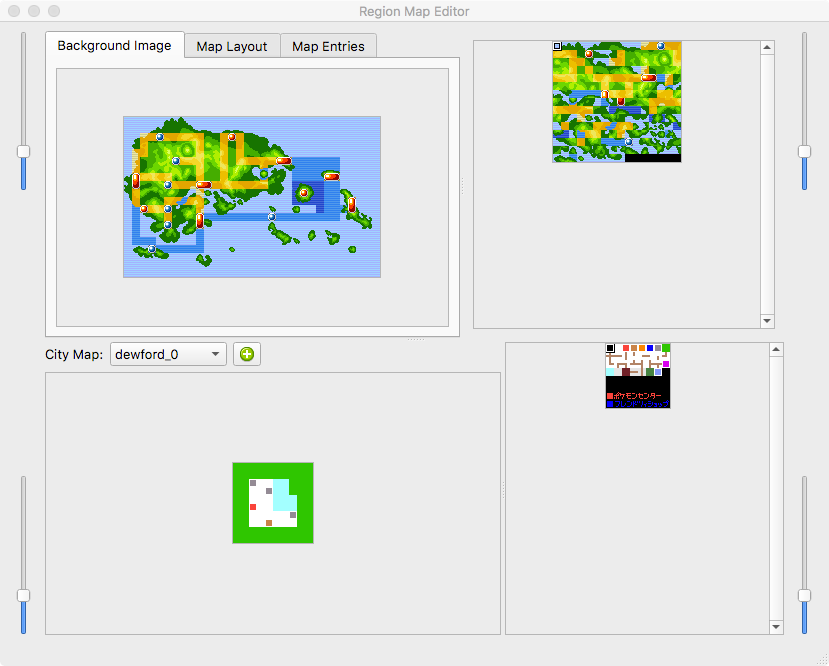 Region Map Editor
Background Image
Map Layout
Map Entries
City Map:
dewford_0
ポケモンセンター